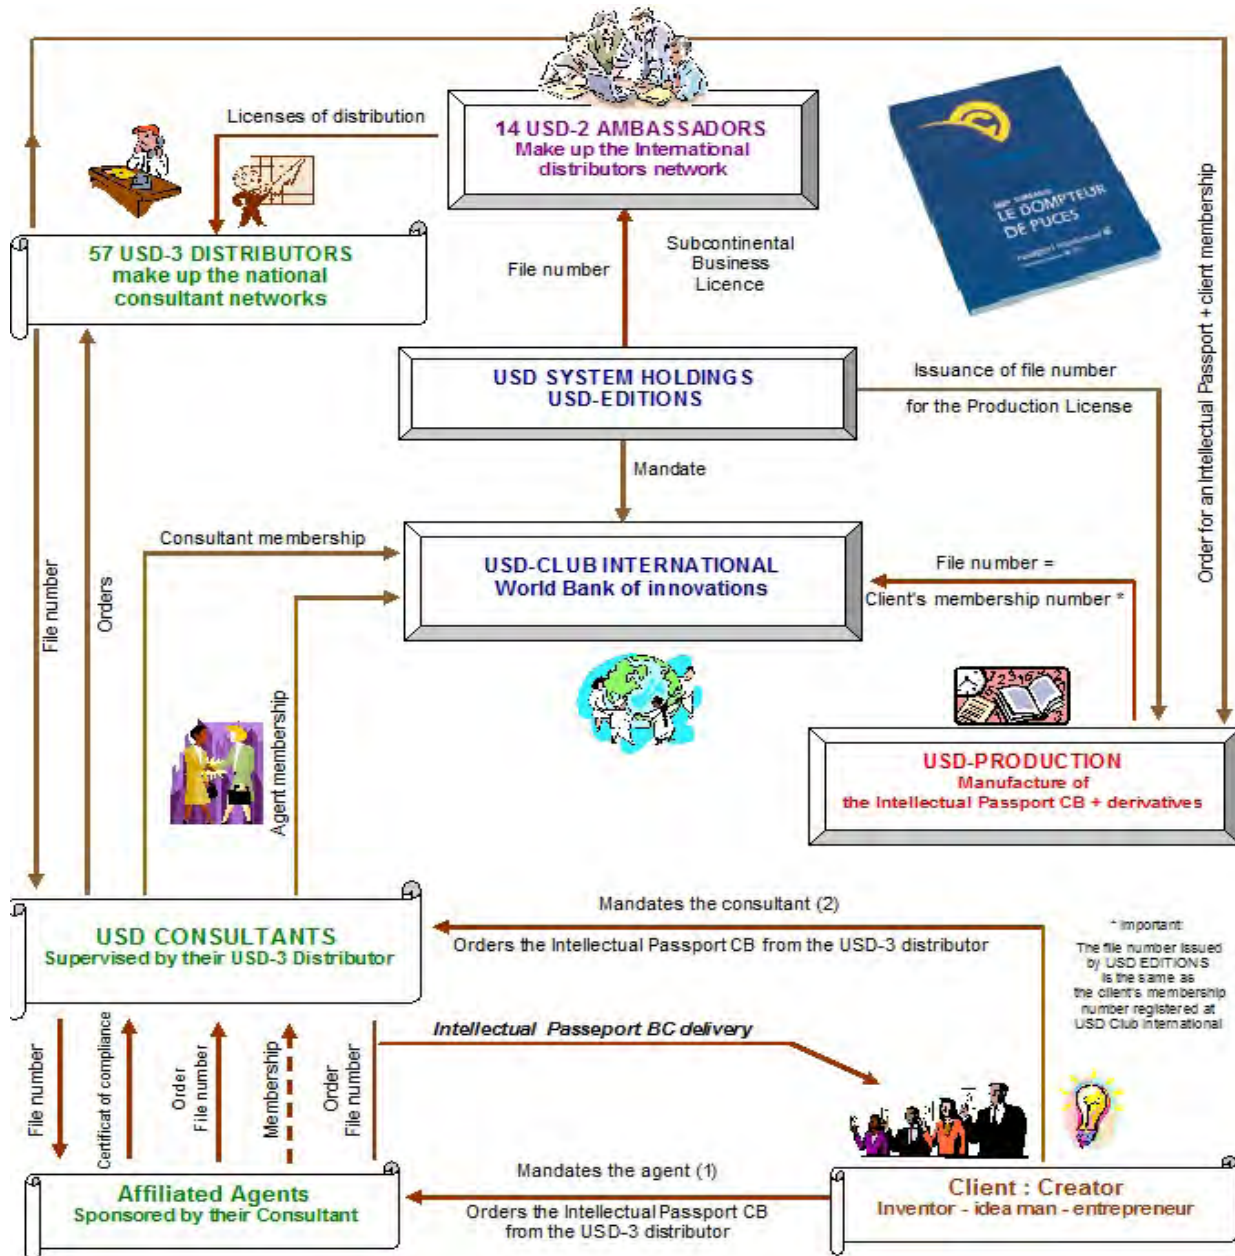 14 USD-2 AMBASSADORS
Make up the International
distributors network
Licenses of distribution
LE DOMPTEUR
DE PUCES
57 USD-3 DISTRIBUTORS
make up the national
consultant networks
File number
Subcontinental
Business
Licence
USD SYSTEM HOLDINGS
USD-EDITIONS
Issuance of file number
for the Production License
Order for an Intellectual Passport + client membership
Mandate
File number
Orders
Consultant membership
Agent membership
USD-CLUB INTERNATIONAL
World Bank of innovations
File number =
Client's membership number *
USD-PRODUCTION
Manufacture of
the Intellectual Passport CB + derivatives
USD CONSULTANTS
Supervised by their USD-3 Distributor
Mandates the consultant (2)
Orders the Intellectual Passport CB from the USD-3 distributor
* Important:
The file number issued
by USD EDITIONS
is the same as
the client's membership
number registered at
USD Club International
File number
Certificat of compliance
Order
File number
Membership
Order
File number
Intellectual Passeport BC delivery
Affiliated Agents
Sponsored by their Consultant
Mandates the agent (1)
Orders the Intellectual Passport CB
from the USD-3 distributor
Client : Creator
Inventor - idea man - entrepreneur